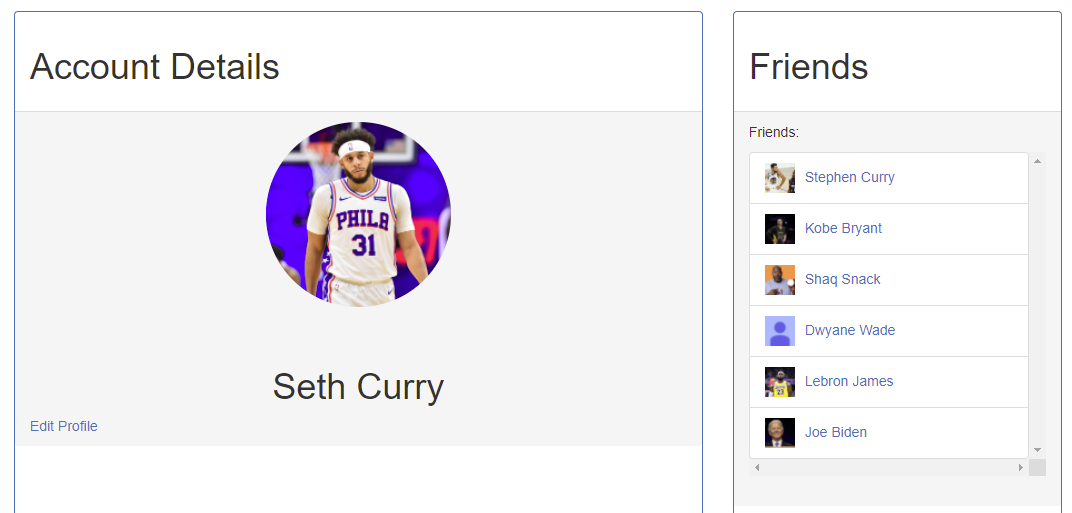 Account Details
PHILA
31
Seth Curry
Edit Profile
Friends
Friends:
Stephen Curry
Kobe Bryant
Shaq Snack
Dwyane Wade
Lebron James
23
Joe Biden